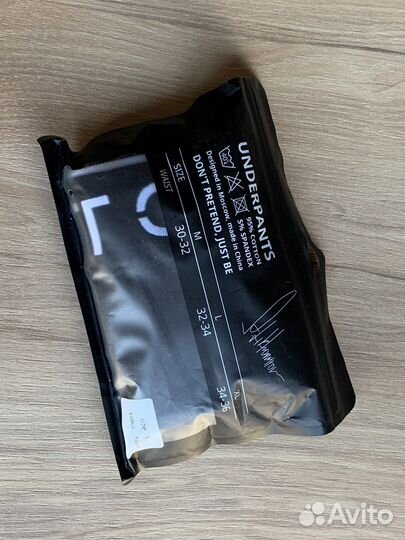 UNDERPANTS
95% COTTON
5% SPANDEX
Designed in Moscow, made in China
DON'T PRETEND, JUST BE
SIZE M L XL
WAIST 30-32 32-34 34-36
Avito